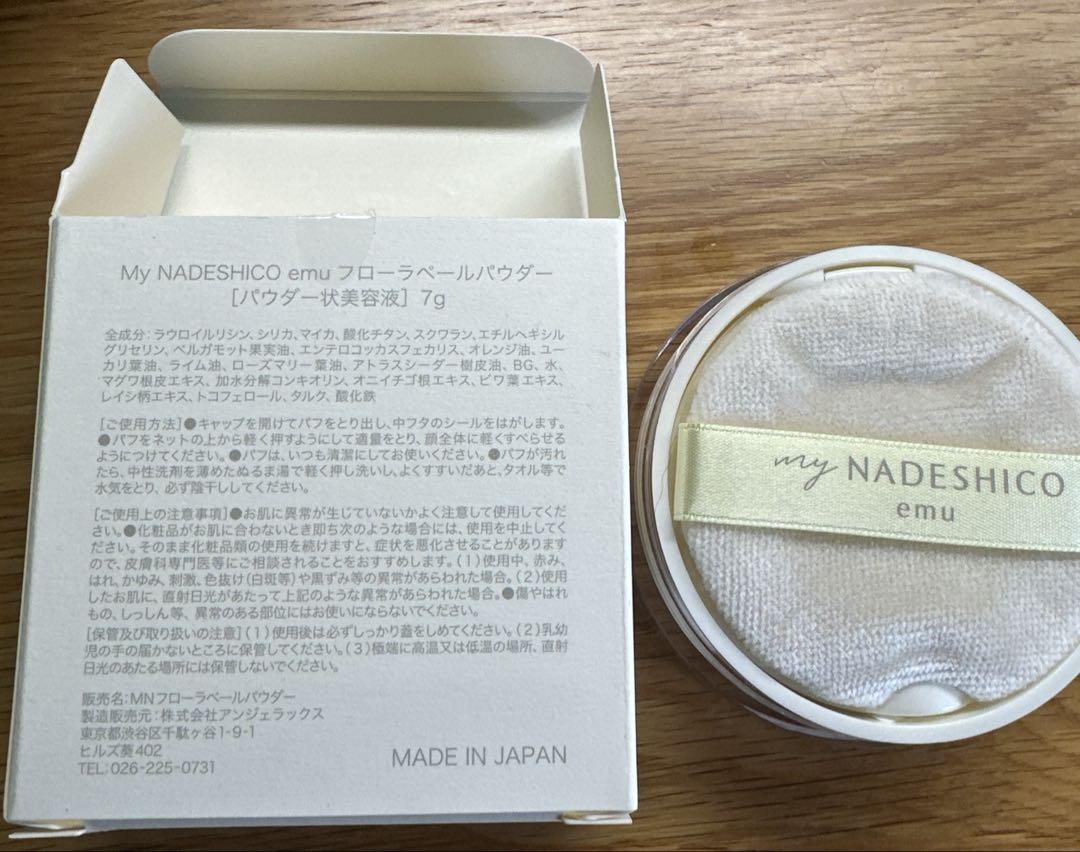 My NADESHICO emu フローラベールパウダー
[パウダー状美容液] 7g
全成分：ラウロイルリシン、シリカ、マイカ、酸化チタン、スクワラン、エチルヘキシル
グリセリン、ベルガモット果実油、エンテロコッカスフェカリス、オレンジ油、ユー
カリ葉油、ライム油、ローズマリー葉油、アトラスシーダー樹皮油、BG、水、
マグワ根皮エキス、加水分解コンキオリン、オニイチゴ根エキス、ビワ葉エキス、
レイシ柄エキス、トコフェロール、タルク、酸化鉄
[ご使用方法]●キャップを開けてパフをとり出し、中フタのシールをはがします。
●パフをネットの上から軽く押すようにして適量をとり、顔全体に軽くすべらせる
ようにつけてください。●パフは、いつも清潔にしてお使いください。●パフが汚れ
たら、中性洗剤を薄めたぬるま湯で軽く押し洗いし、よくすすいだあと、タオル等で
水気をとり、必ず陰干ししてください。
[ご使用上の注意事項]●お肌に異常が生じていないかよく注意して使用してくだ
さい。●化粧品がお肌に合わないとき即ち次のような場合には、使用を中止してく
ださい。そのまま化粧品類の使用を続けますと、症状を悪化させることがあります
ので、皮膚科専門医等にご相談されることをおすすめします。(1)使用中、赤み、
はれ、かゆみ、刺激、色抜け(白斑等)や黒ずみ等の異常があらわれた場合。(2)使用
したお肌に、直射日光があたって上記のような異常があらわれた場合。●傷やはれ
もの、しっしん等、異常のある部位にはお使いにならないでください。
[保管及び取り扱いの注意](1)使用後は必ずしっかり蓋をしめてください。(2)乳幼
児の手の届かないところに保管してください。(3)極端に高温又は低温の場所、直射
日光のあたる場所には保管しないでください。
販売名：MNフローラベールパウダー
製造販売元：株式会社アンジェラックス
東京都渋谷区千駄ヶ谷1-9-1
ヒルズ葵402
TEL：026-225-0731
MADE IN JAPAN
my NADESHICO
emu